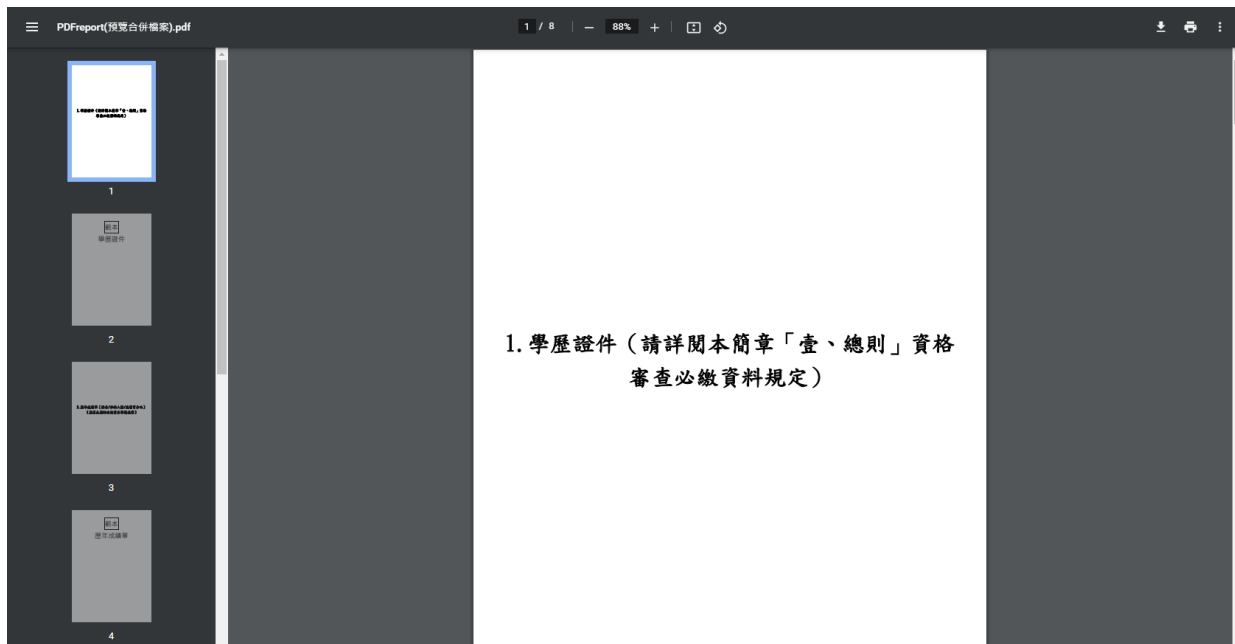 PDFreport(預覽合併檔案).pdf
1 / 8
88%
1
範本
學歷證件
2
3
範本
歷年成績單
4
1.學歷證件（請詳閱本簡章「壹、總則」資格
審查必繳資料規定）